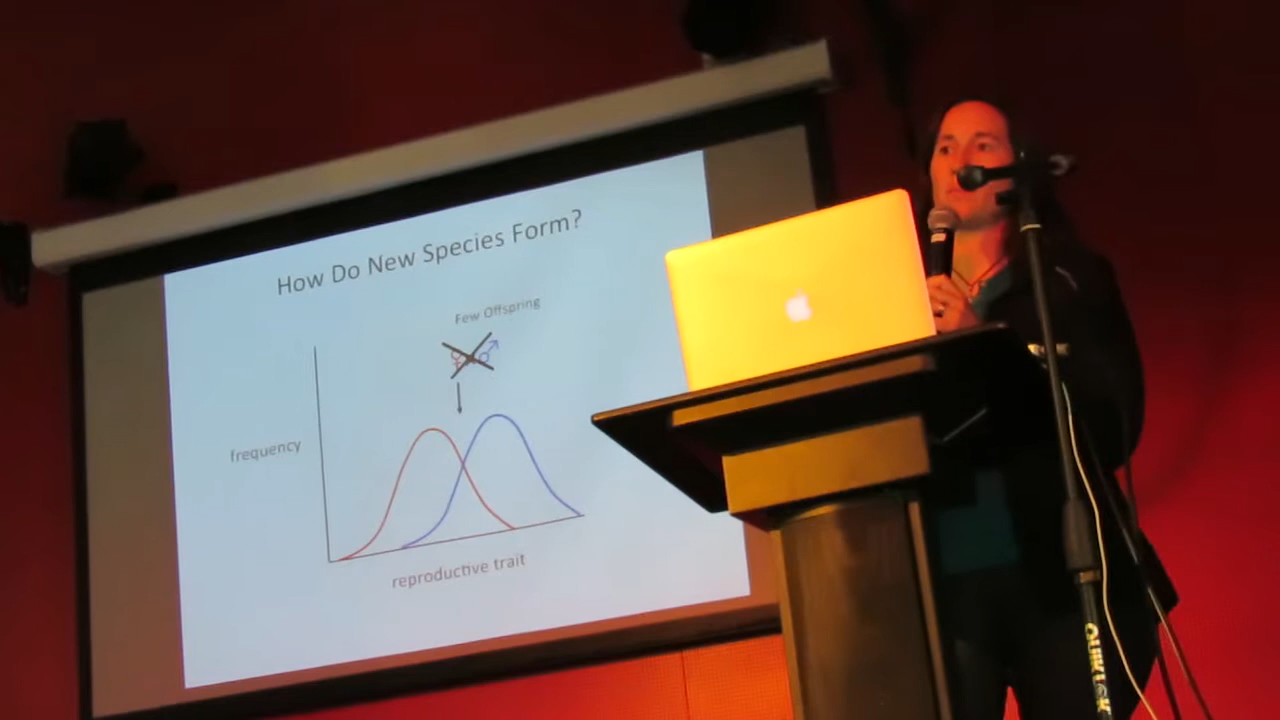 How Do New Species Form?
Few Offspring
frequency
reproductive trait